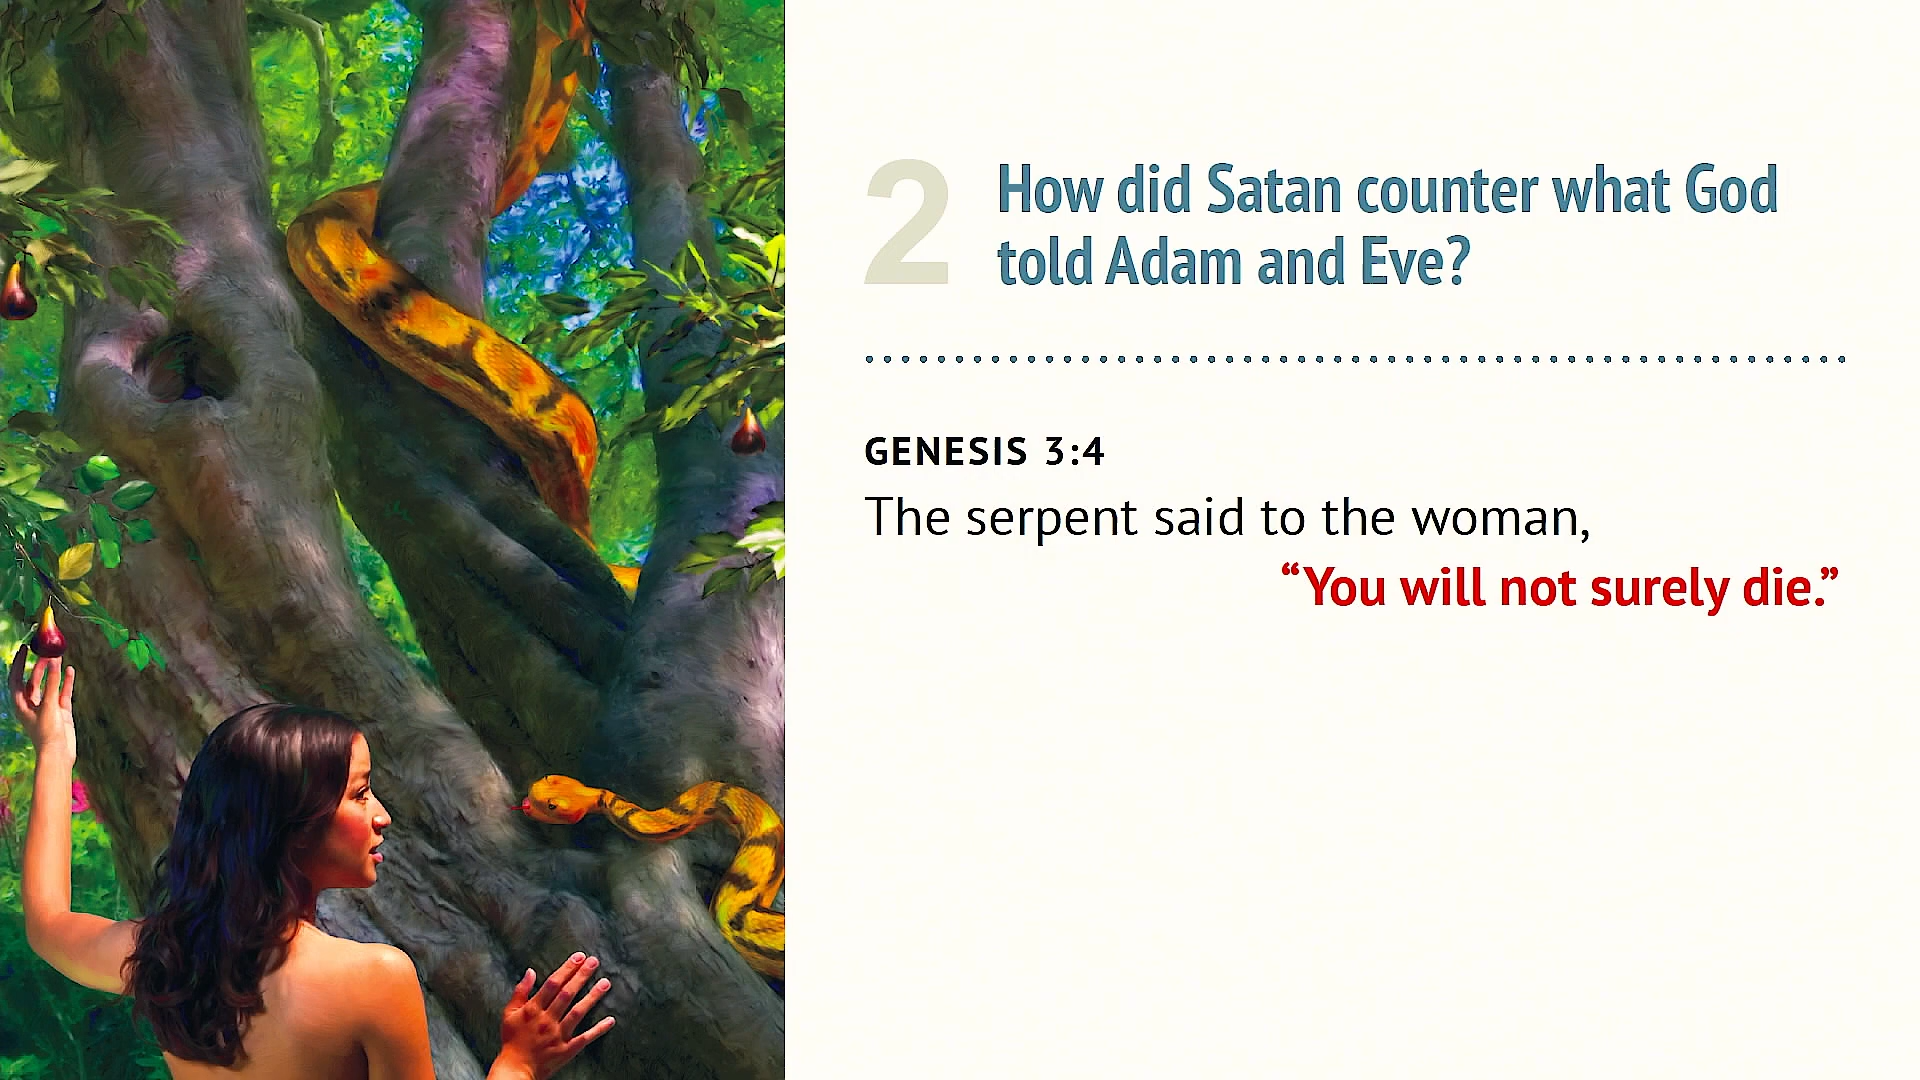 2
How did Satan counter what God
told Adam and Eve?
GENESIS 3:4
The serpent said to the woman,
“You will not surely die.”